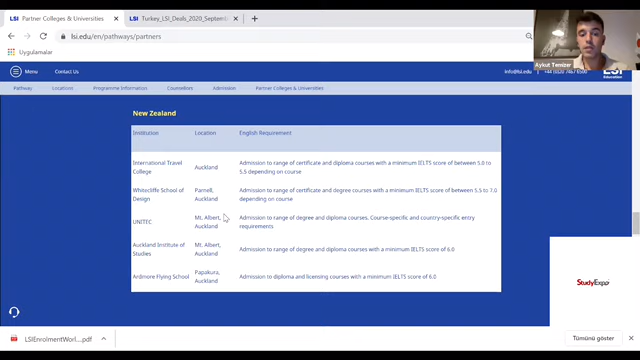 LSI Partner Colleges & Universities
LSI Turkey_LSI_Deals_2020_Septemb
lsi.edu/en/pathways/partners
Uygulamalar
Menu
Contact Us
info@lsi.edu
LSI
Education
Aykut Temizer
Pathway Locations Programme Information Counsellors Admission Partner Colleges & Universities
New Zealand
Institution Location English Requirement
International Travel College Auckland Admission to range of certificate and diploma courses with a minimum IELTS score of between 5.0 to
5.5 depending on course
Whitecliffe School of Design Parnell, Auckland Admission to range of certificate and degree courses with a minimum IELTS score of between 5.5 to 7.0
depending on course
UNITEC Mt. Albert, Auckland Admission to range of degree and diploma courses. Course-specific and country-specific entry
requirements
Auckland Institute of Studies Mt. Albert, Auckland Admission to range of degree and diploma courses with a minimum IELTS score of 6.0
Ardmore Flying School Papakura, Auckland Admission to diploma and licensing courses with a minimum IELTS score of 6.0
StudyExpo
LSIEnrolmentWorl....pdf
Tümünü göster